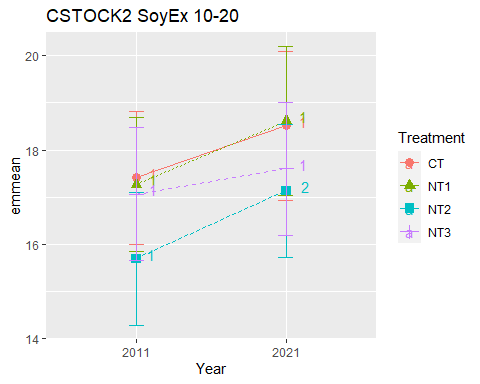 CSTOCK2 SoyEx 10-20
emmean
20
18
16
14
1
1
1
1
1
1
2
2011
2021
Year
Treatment
a CT
a NT1
a NT2
a NT3